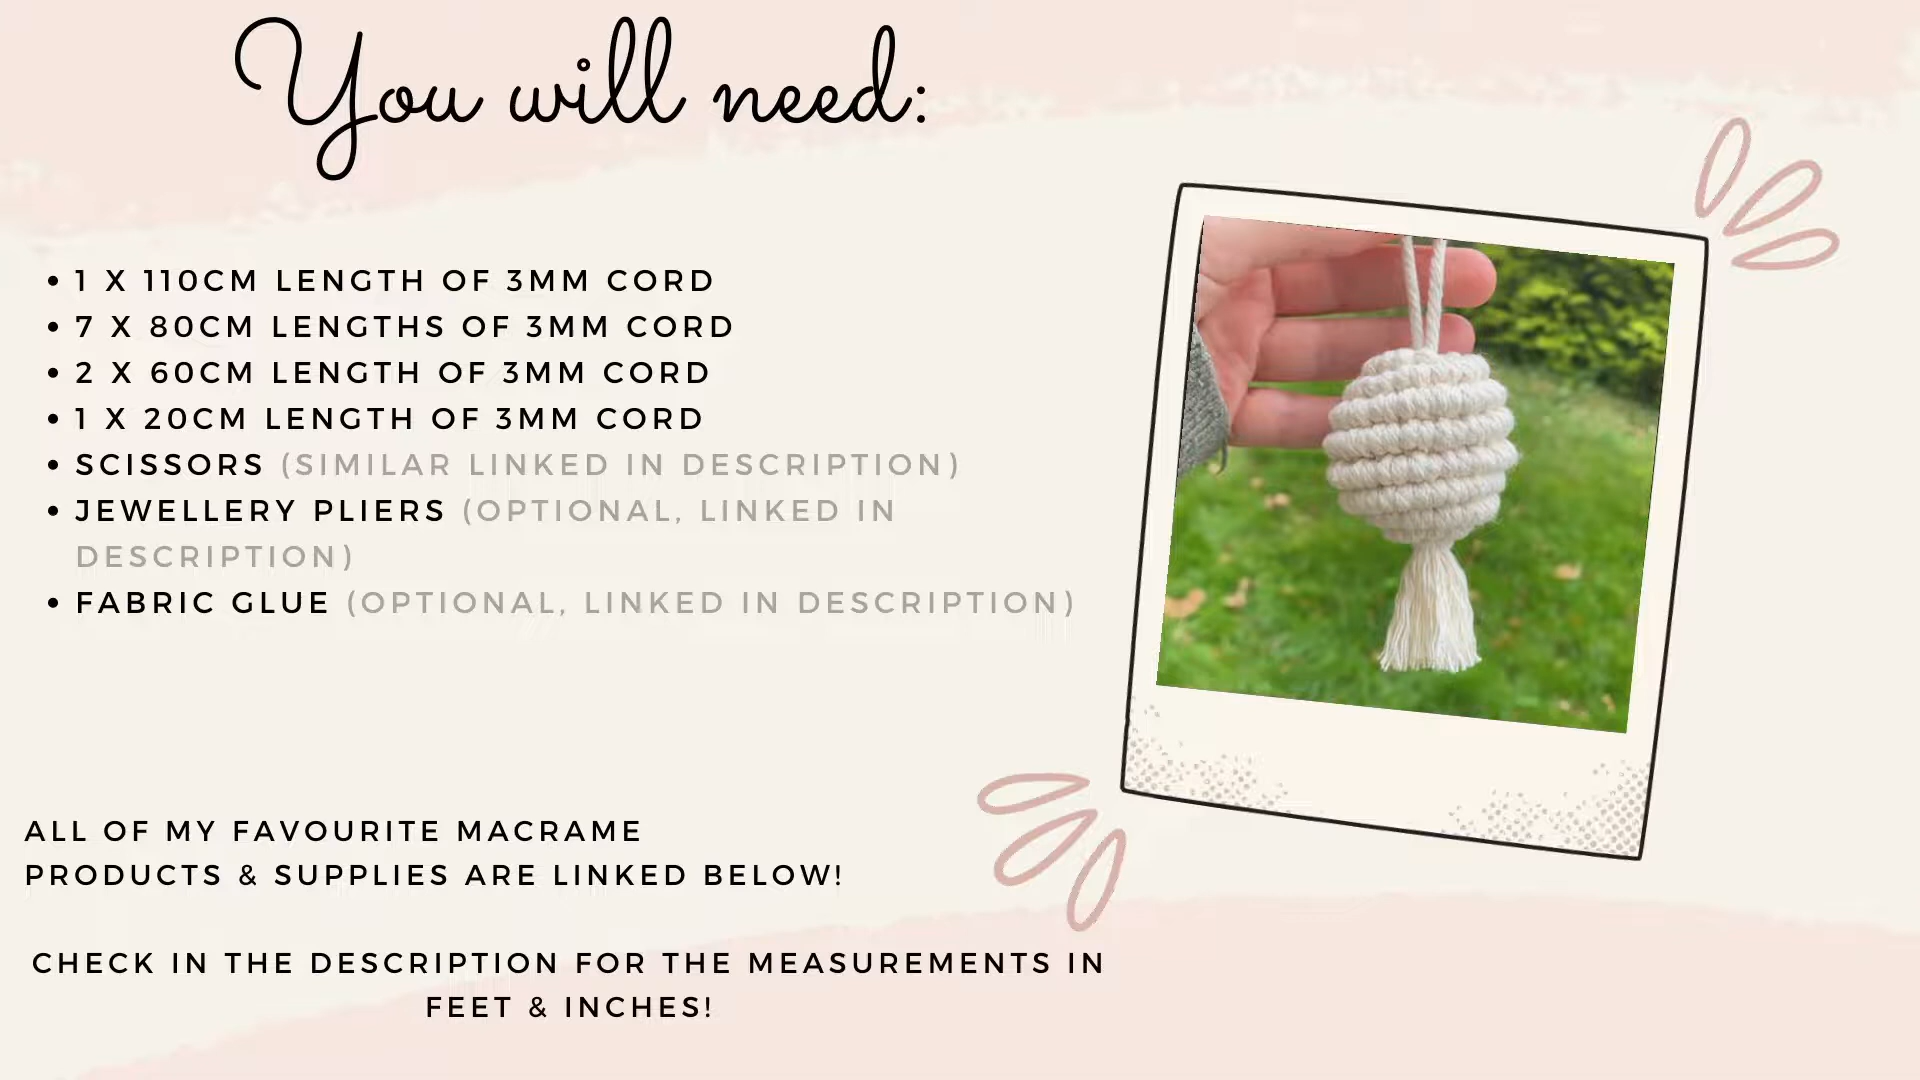 You will need:
• 1 X 110CM LENGTH OF 3MM CORD
• 7 X 80CM LENGTHS OF 3MM CORD
• 2 X 60CM LENGTH OF 3MM CORD
• 1 X 20CM LENGTH OF 3MM CORD
• SCISSORS (SIMILAR LINKED IN DESCRIPTION)
• JEWELLERY PLIERS (OPTIONAL, LINKED IN
DESCRIPTION)
• FABRIC GLUE (OPTIONAL, LINKED IN DESCRIPTION)
ALL OF MY FAVOURITE MACRAME
PRODUCTS & SUPPLIES ARE LINKED BELOW!
CHECK IN THE DESCRIPTION FOR THE MEASUREMENTS IN
FEET & INCHES!